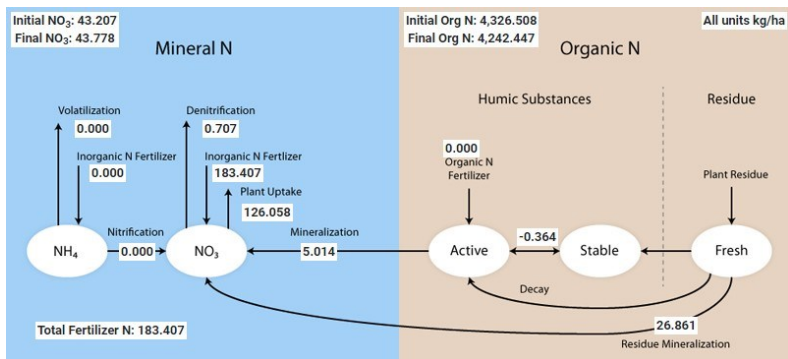 Initial NO₃: 43.207
Final NO₃: 43.778
Mineral N
Initial Org N: 4,326.508
Final Org N: 4,242.447
Organic N
All units kg/ha
Humic Substances
Residue
Volatilization
0.000
Denitrification
0.707
Inorganic N Fertilizer
0.000
Inorganic N Fertlizer
183.407
Plant Uptake
126.058
0.000
Organic N
Fertilizer
Plant Residue
NH₄
Nitrification
0.000
NO₃
Mineralization
5.014
Active
-0.364
Stable
Fresh
Decay
26.861
Residue Mineralization
Total Fertilizer N: 183.407